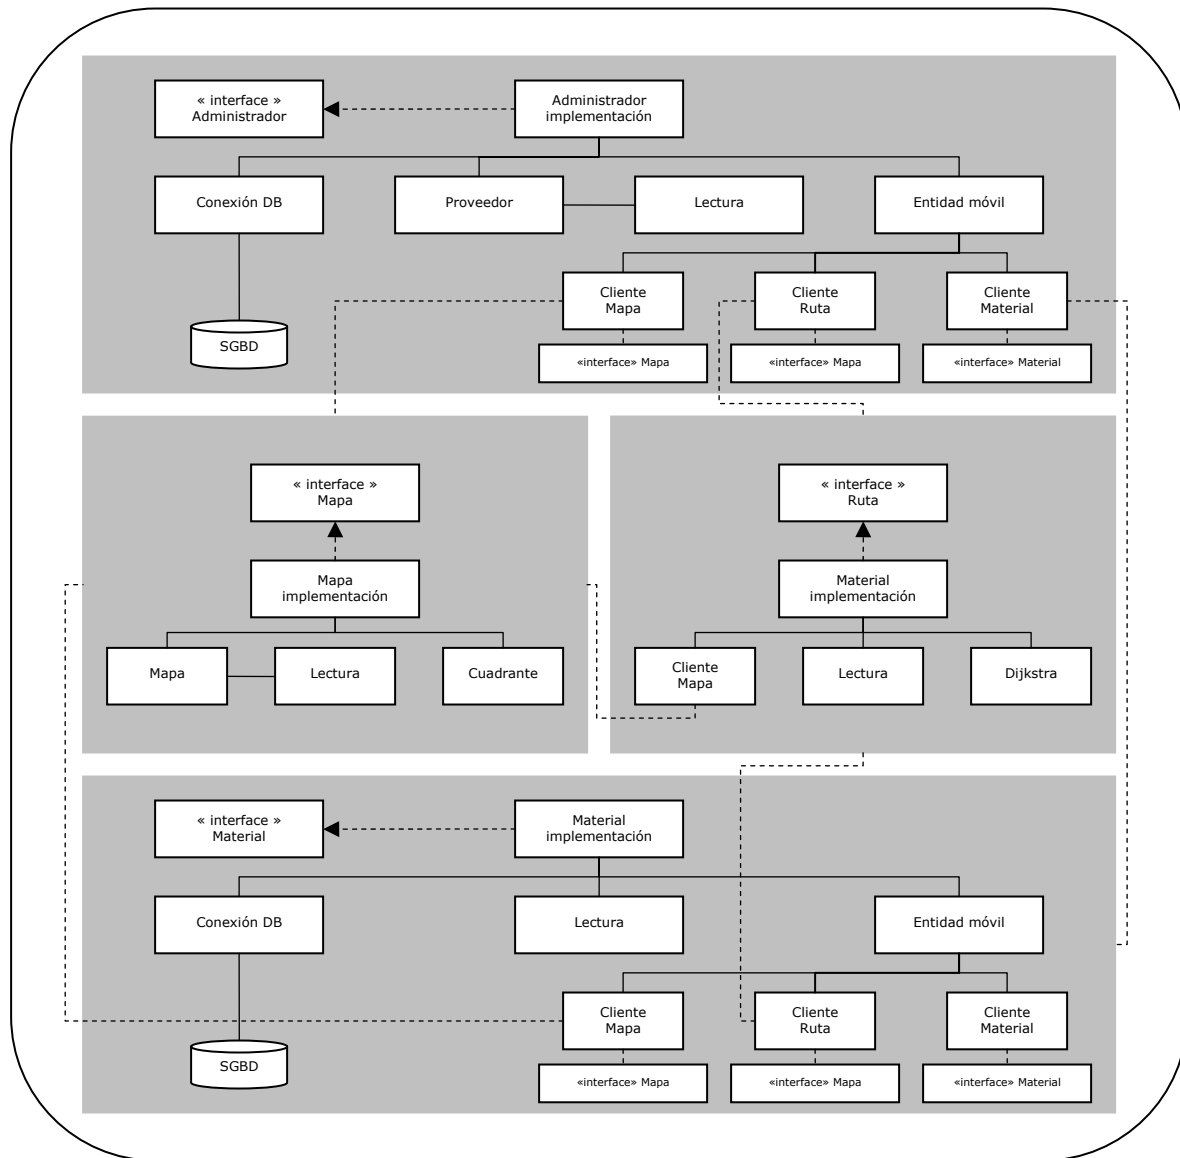 « interface »
Administrador
Administrador
implementación
Conexión DB
Proveedor
Lectura
Entidad móvil
Cliente
Mapa
Cliente
Ruta
Cliente
Material
SGBD
«interface» Mapa
«interface» Mapa
«interface» Material
« interface »
Mapa
Mapa
implementación
Mapa
Lectura
Cuadrante
« interface »
Ruta
Material
implementación
Cliente
Mapa
Lectura
Dijkstra
« interface »
Material
Material
implementación
Conexión DB
Lectura
Entidad móvil
Cliente
Mapa
Cliente
Ruta
Cliente
Material
SGBD
«interface» Mapa
«interface» Mapa
«interface» Material